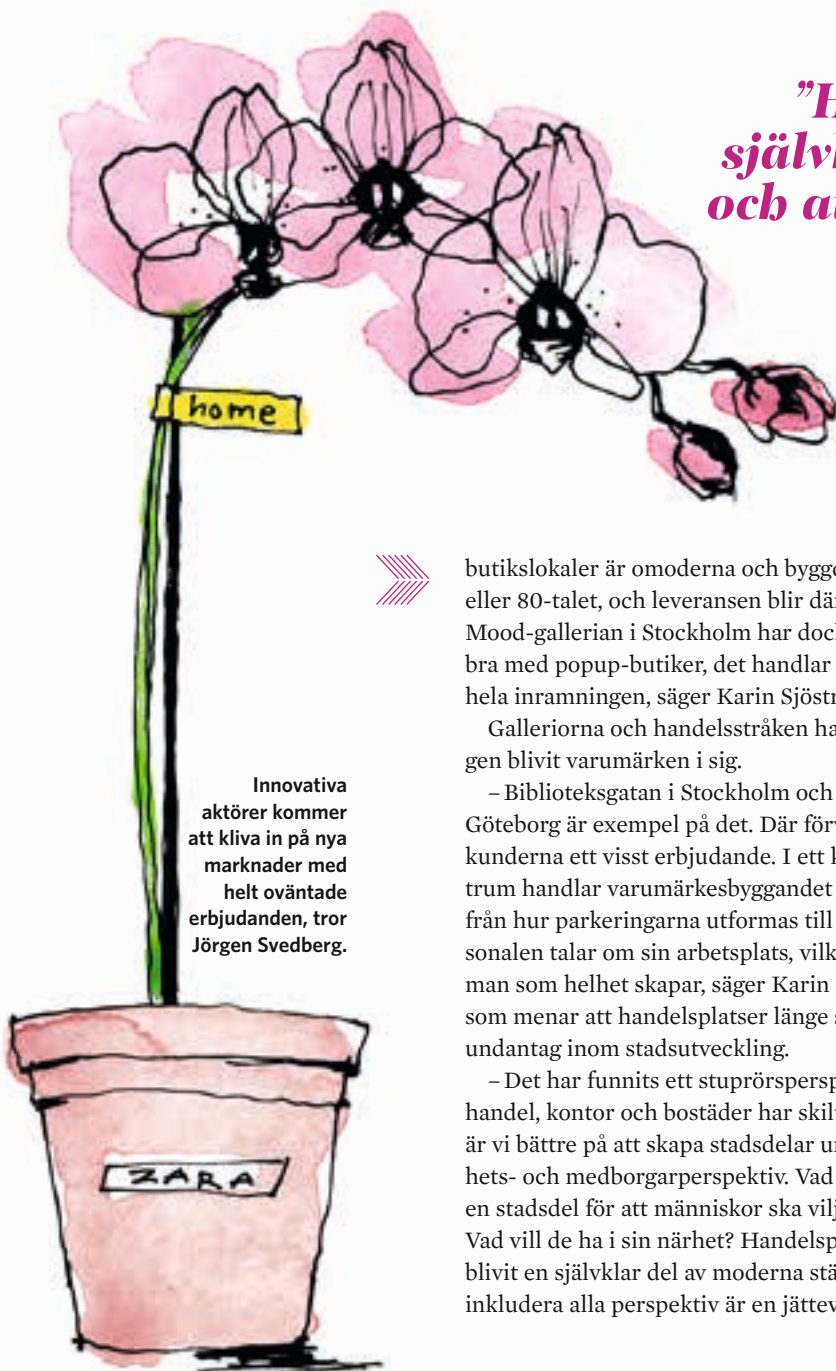 ”H
själv
och at
home
Innovativa
aktörer kommer
att kliva in på nya
marknader med
helt oväntade
erbjudanden, tror
Jörgen Svedberg.
ZARA
butikslokaler är omoderna och bygg
eller 80-talet, och leveransen blir där
Mood-gallerian i Stockholm har doc
bra med popup-butiker, det handlar
hela inramningen, säger Karin Sjöst
Galleriorna och handelsstråken ha
gen blivit varumärken i sig.
– Biblioteksgatan i Stockholm och
Göteborg är exempel på det. Där förv
kunderna ett visst erbjudande. I ett k
trum handlar varumärkesbyggandet
från hur parkeringarna utformas till
sonalen talar om sin arbetsplats, vilk
man som helhet skapar, säger Karin
som menar att handelsplatser länge s
undantag inom stadsutveckling.
– Det har funnits ett stuprörspersp
handel, kontor och bostäder har skil
är vi bättre på att skapa stadsdelar u
hets- och medborgarperspektiv. Vad
en stadsdel för att människor ska vilj
Vad vill de ha i sin närhet? Handelsp
blivit en självklar del av moderna stä
inkludera alla perspektiv är en jättev